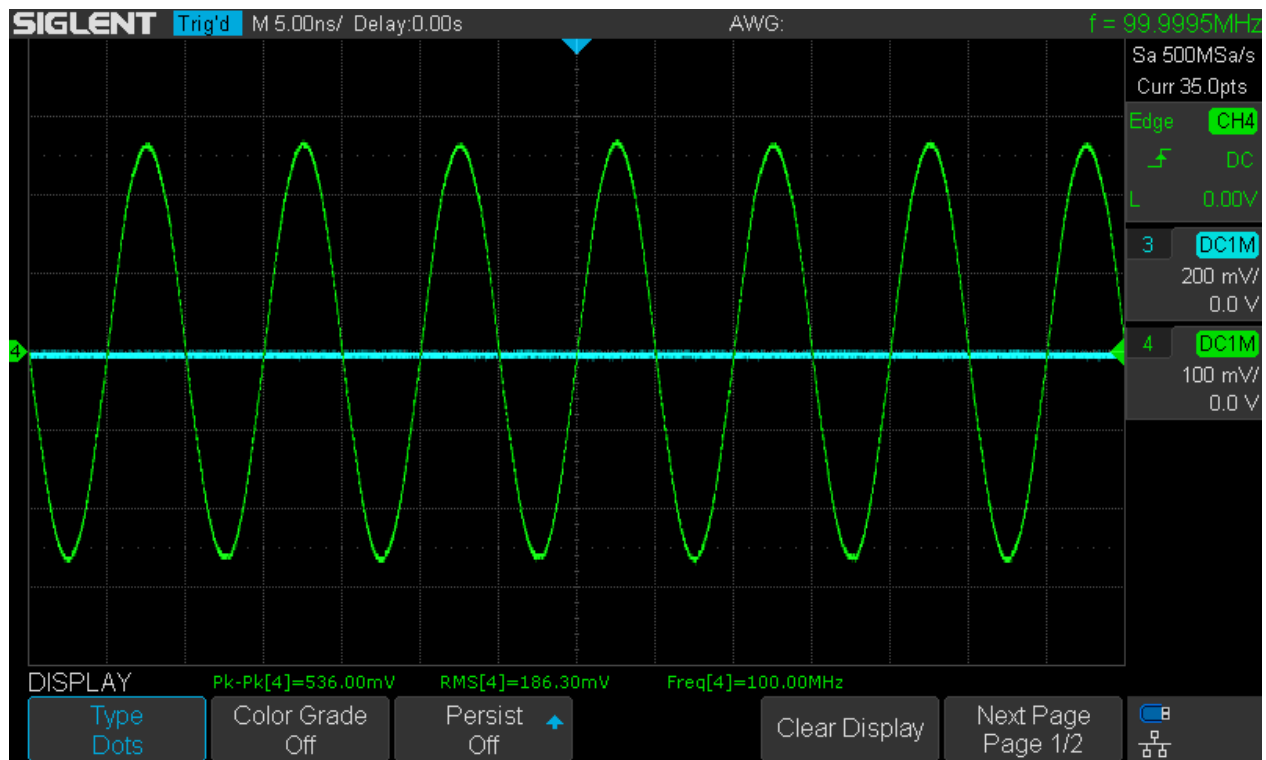 SIGLENT Trig'd M 5.00ns/ Delay:0.00s AWG: f = 99.9995MHz
Sa 500MSa/s
Curr 35.0pts
Edge CH4
DC
L 0.00V
3 DC1M
200 mV/
0.0 V
4
4 DC1M
100 mV/
0.0 V
DISPLAY Pk-Pk[4]=536.00mV RMS[4]=186.30mV Freq[4]=100.00MHz
Type Color Grade Persist Clear Display Next Page
Dots Off Off Page 1/2